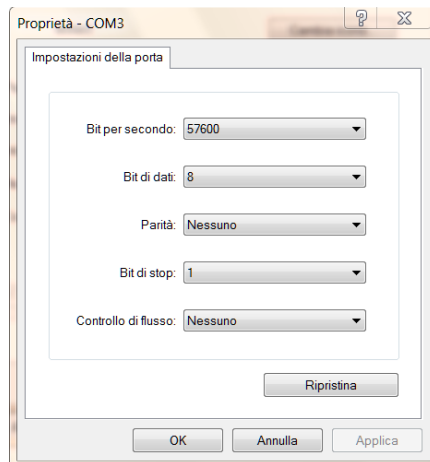 Proprietà - COM3
Impostazioni della porta
Bit per secondo: 57600
Bit di dati: 8
Parità: Nessuno
Bit di stop: 1
Controllo di flusso: Nessuno
Ripristina
OK Annulla Applica